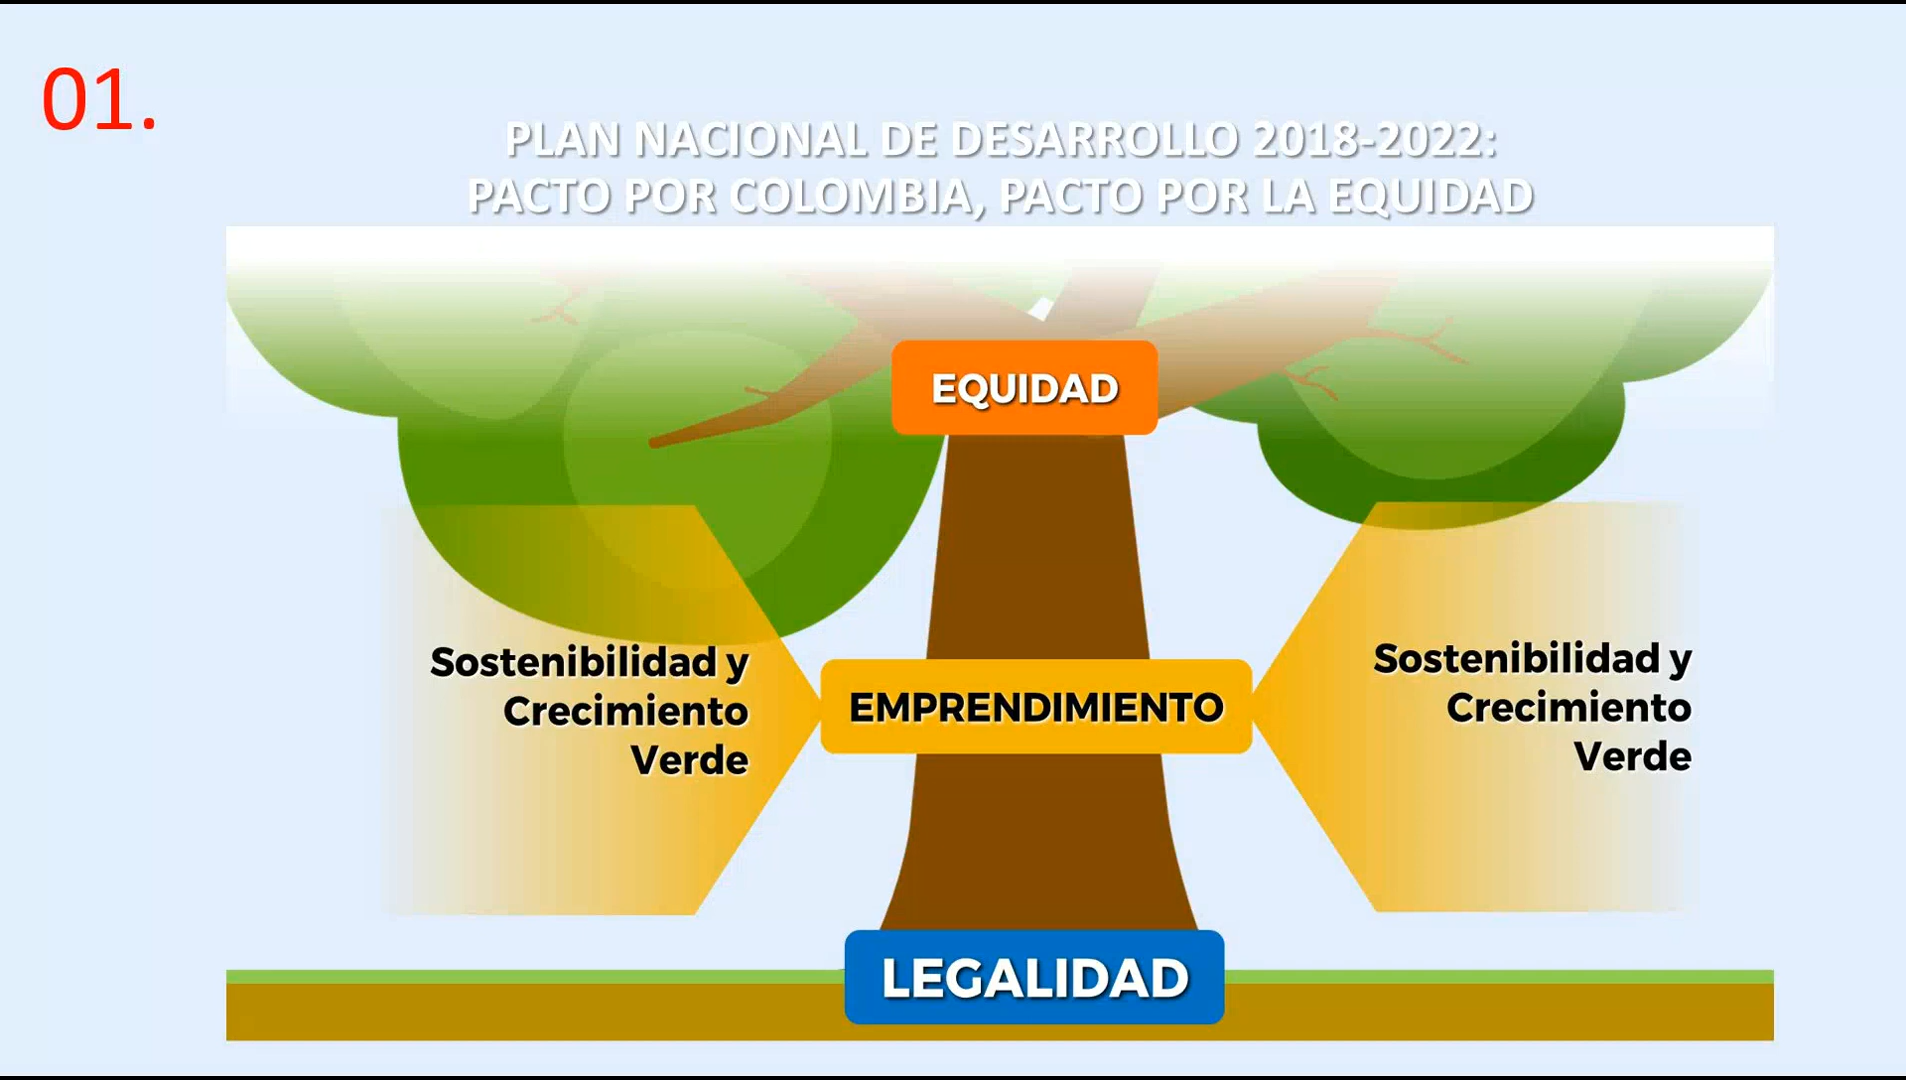 01.
PLAN NACIONAL DE DESARROLLO 2018-2022:
PACTO POR COLOMBIA, PACTO POR LA EQUIDAD
EQUIDAD
Sostenibilidad y
Crecimiento
Verde
EMPRENDIMIENTO
Sostenibilidad y
Crecimiento
Verde
LEGALIDAD